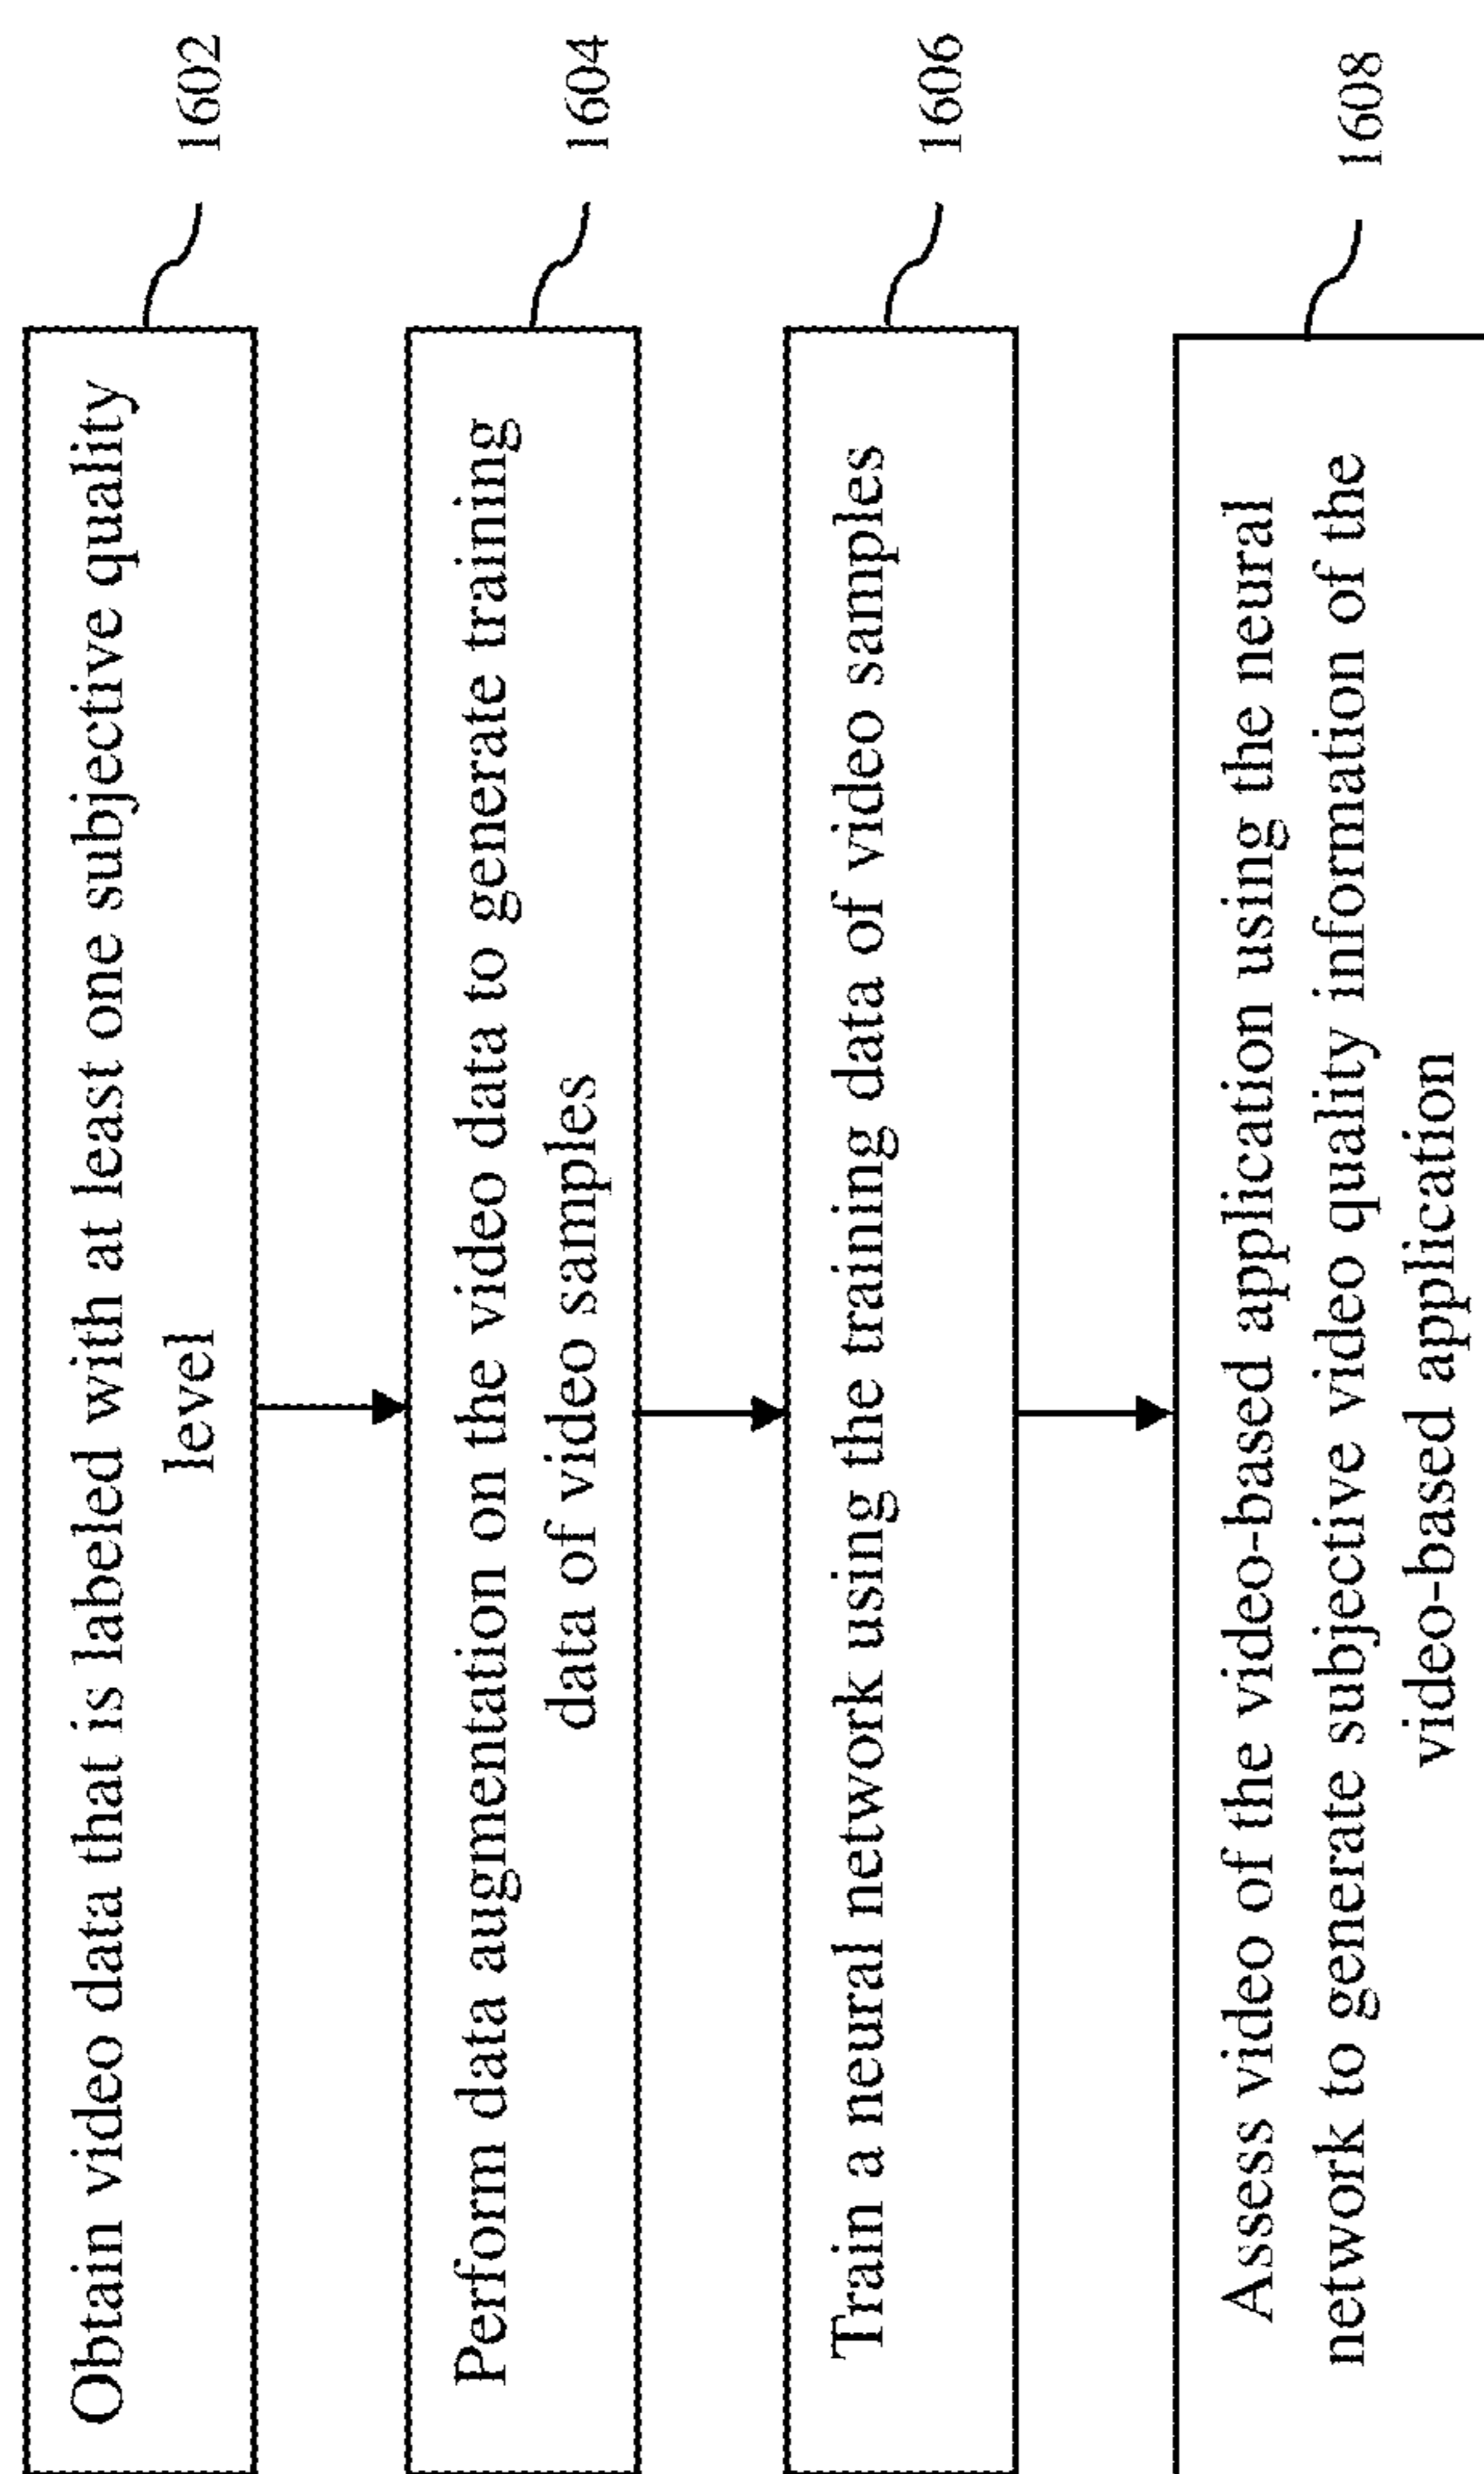 Obtain video data that is labeled with at least one subjective quality
level
1602
Perform data augmentation on the video data to generate training
data of video samples
1604
Train a neural network using the training data of video samples
1606
Assess video of the video-based application using the neural
network to generate subjective video quality information of the
video-based application
1608